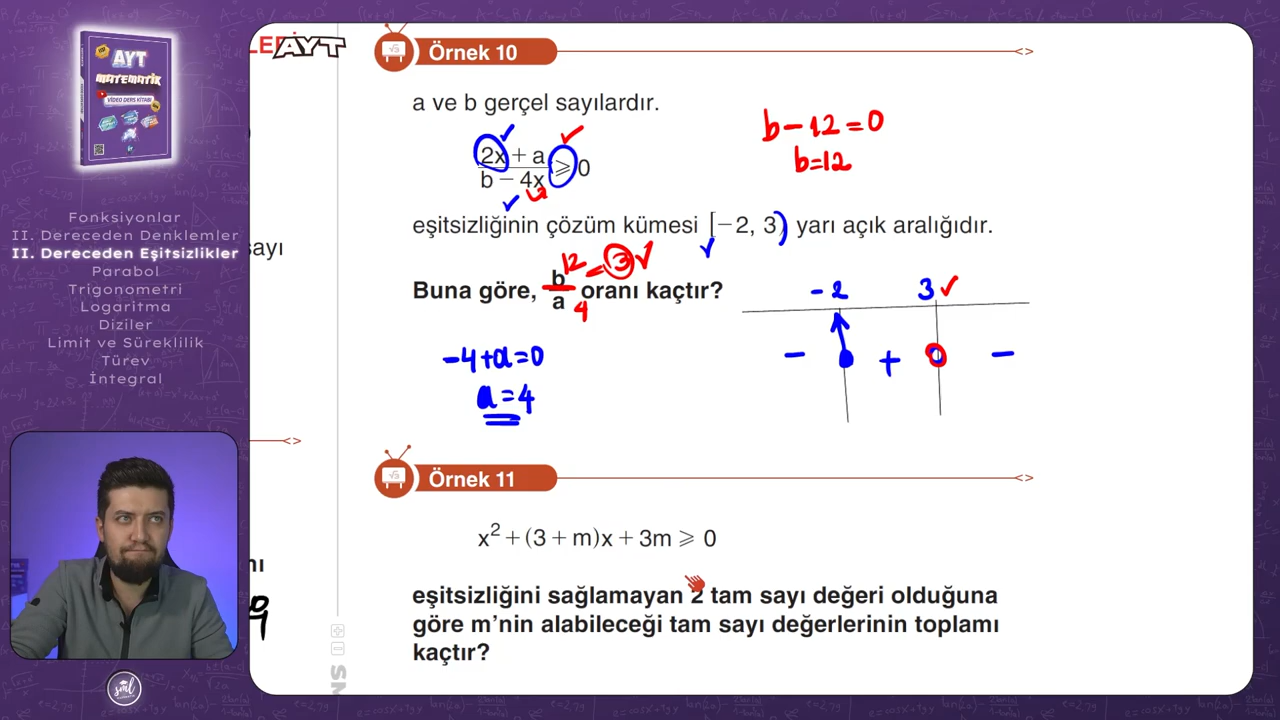 AYT
AYT
MATEMATİK
VİDEO DERS KİTABI
Fonksiyonlar
II. Dereceden Denklemler
II. Dereceden Eşitsizlikler
Parabol
Trigonometri
Logaritma
Diziler
Limit ve Süreklilik
Türev
İntegral
sml
ayı
Örnek 10
a ve b gerçel sayılardır.
2x + a
b − 4x
⩾ 0
eşitsizliğinin çözüm kümesi [−2, 3) yarı açık aralığıdır.
Buna göre, b/a oranı kaçtır?
12
3
4
−4+a=0
a=4
b−12=0
b=12
−2 3
− + −
Örnek 11
x² + (3 + m)x + 3m ⩾ 0
eşitsizliğini sağlamayan 2 tam sayı değeri olduğuna
göre m'nin alabileceği tam sayı değerlerinin toplamı
kaçtır?